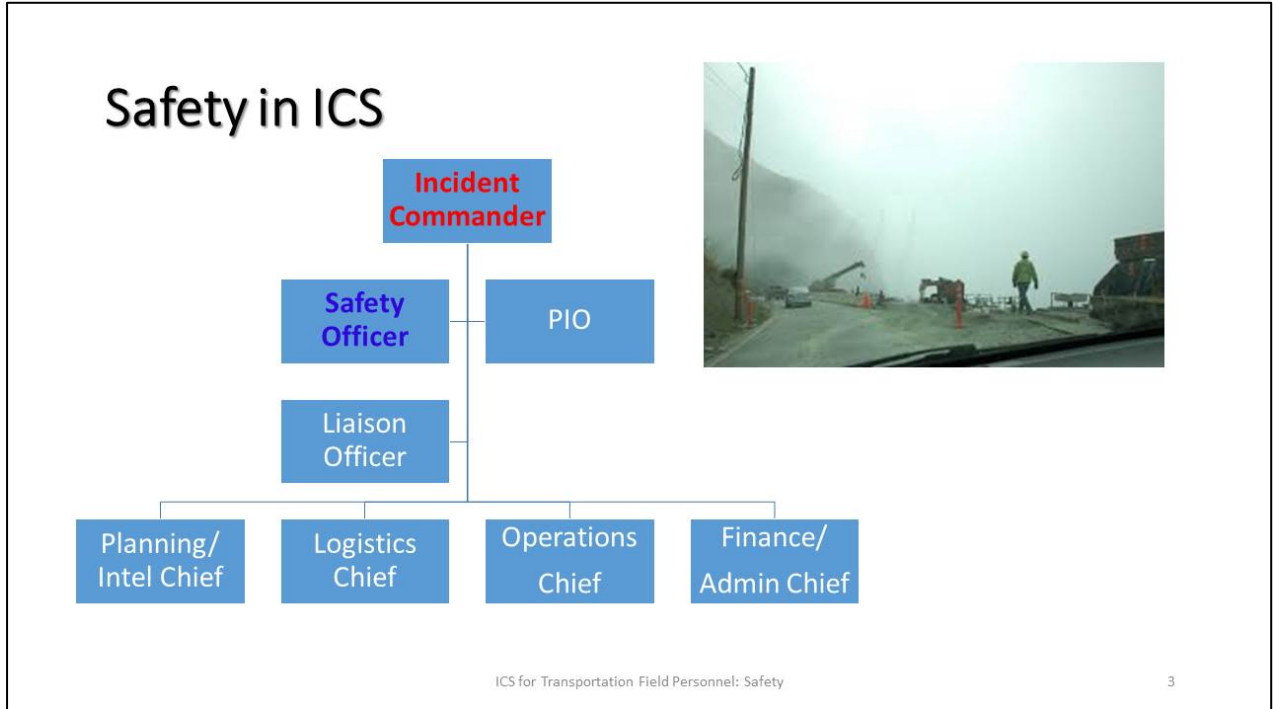 Safety in ICS
Incident
Commander
Safety
Officer
PIO
Liaison
Officer
Planning/
Intel Chief
Logistics
Chief
Operations
Chief
Finance/
Admin Chief
ICS for Transportation Field Personnel: Safety
3